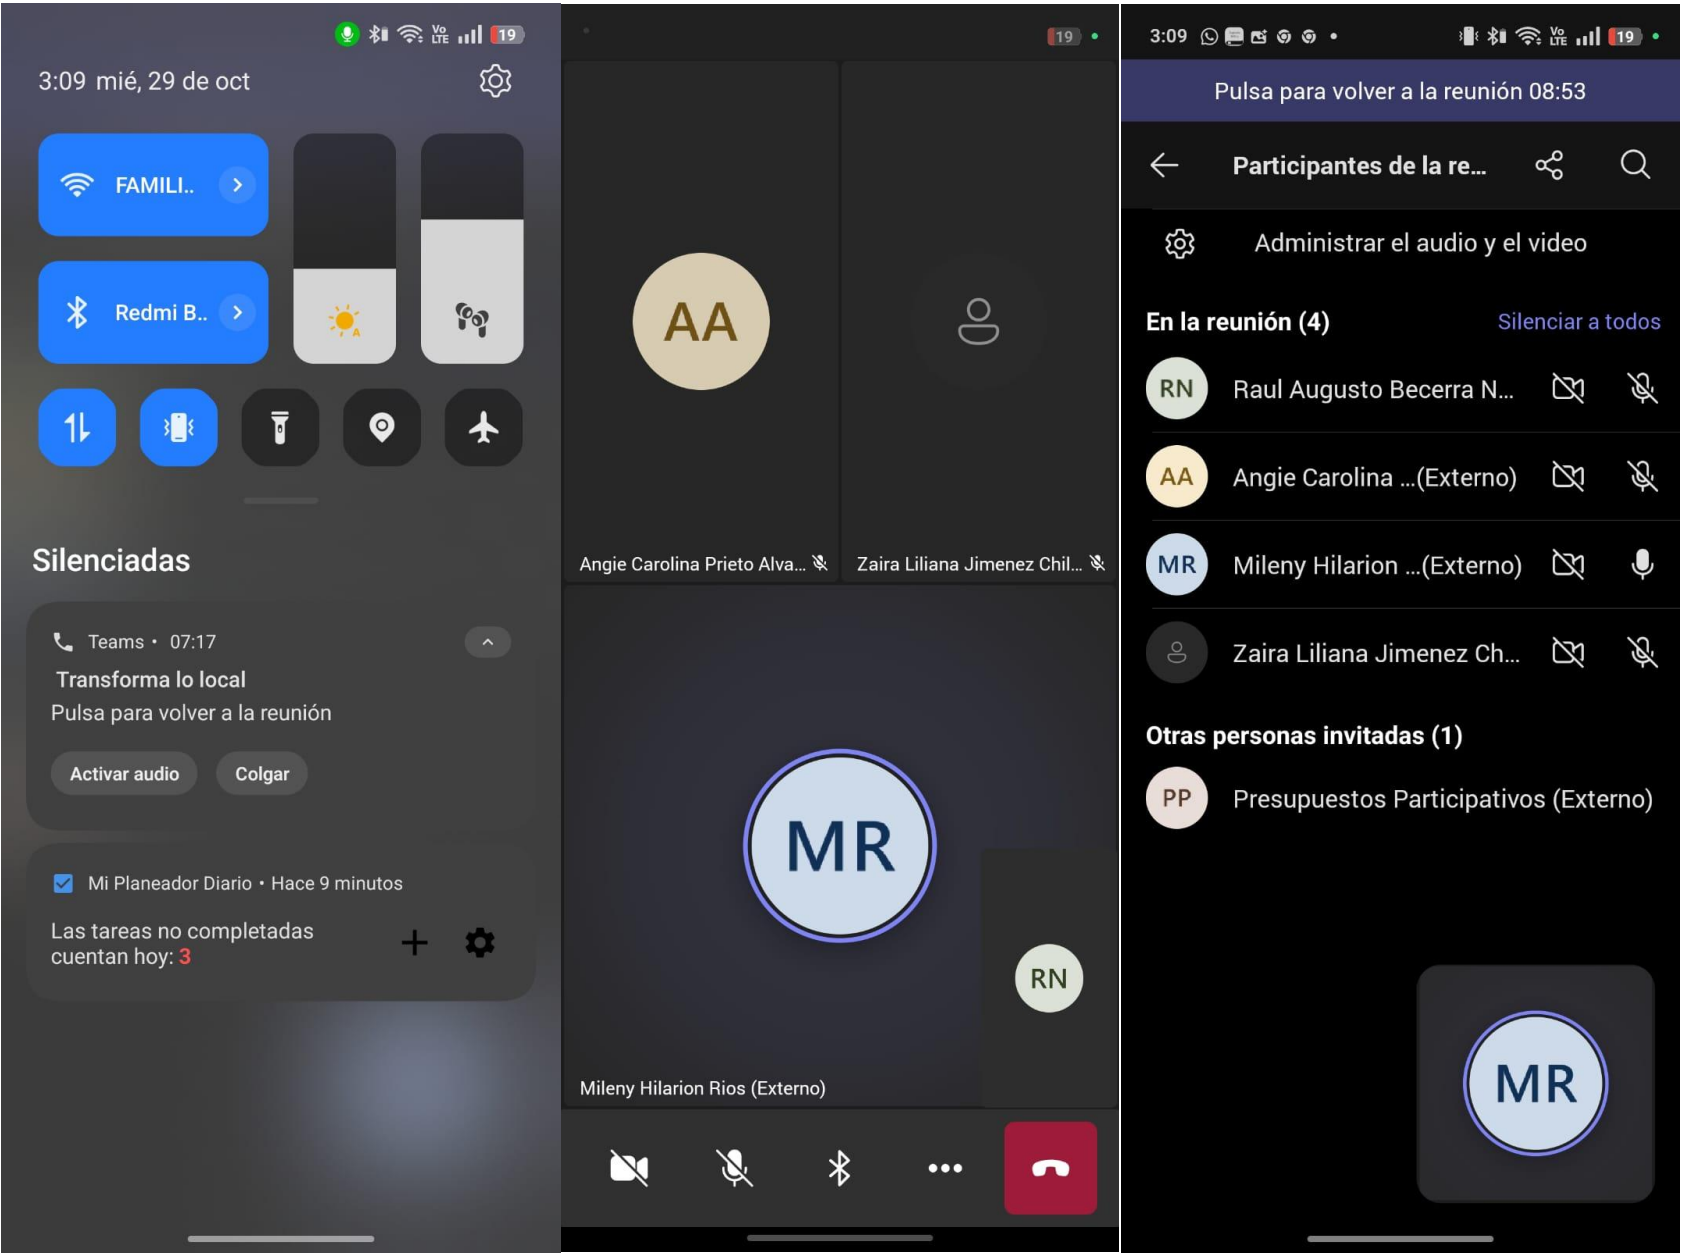 Vo
LTE
19
3:09 mié, 29 de oct
FAMILI..
Redmi B..
A
Silenciadas
Teams • 07:17
Transforma lo local
Pulsa para volver a la reunión
Activar audio
Colgar
Mi Planeador Diario • Hace 9 minutos
Las tareas no completadas
cuentan hoy: 3
19
AA
Angie Carolina Prieto Alva...
Zaira Liliana Jimenez Chil...
MR
RN
Mileny Hilarion Rios (Externo)
3:09
Vo
LTE
19
Pulsa para volver a la reunión 08:53
Participantes de la re...
Administrar el audio y el video
En la reunión (4)
Silenciar a todos
RN
Raul Augusto Becerra N...
AA
Angie Carolina ...(Externo)
MR
Mileny Hilarion ...(Externo)
Zaira Liliana Jimenez Ch...
Otras personas invitadas (1)
PP
Presupuestos Participativos (Externo)
MR